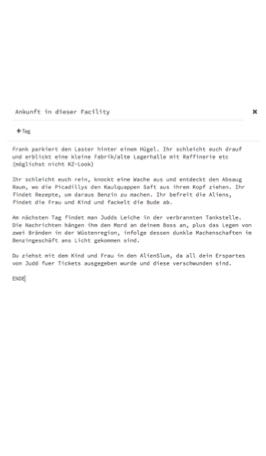 Ankunft in dieser Facility
✖
+ Tag
Frank parkiert den Laster hinter einem Hügel. Ihr schleicht euch drauf
und erblickt eine kleine Fabrik/alte Lagerhalle mit Raffinerie etc
(möglichst nicht KZ-Look)
Ihr schleicht euch rein, knockt eine Wache aus und entdeckt den Absaug
Raum, wo die Picadillys den Kaulquappen Saft aus ihrem Kopf ziehen. Ihr
findet Rezepte, um daraus Benzin zu machen. Ihr befreit die Aliens,
findet die Frau und Kind und fackelt die Bude ab.
Am nächsten Tag findet man Judds Leiche in der verbrannten Tankstelle.
Die Nachrichten hängen ihm den Mord an deinem Boss an, plus das Legen von
zwei Bränden in der Wüstenregion, infolge dessen dunkle Machenschaften im
Benzingeschäft ans Licht gekommen sind.
Du ziehst mit dem Kind und Frau in den AlienSlum, da all dein Erspartes
von Judd fuer Tickets ausgegeben wurde und diese verschwunden sind.
ENDE